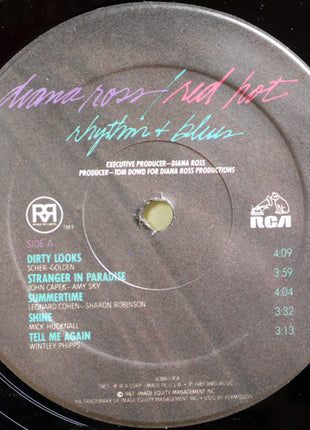 diana ross/red hot
rhythm + blues
EXECUTIVE PRODUCER—DIANA ROSS
PRODUCER—TOM DOWD FOR DIANA ROSS PRODUCTIONS
RCA
SIDE A
DIRTY LOOKS 4:09
SCHER-GOLDEN
STRANGER IN PARADISE 3:59
JOHN CAPEK—AMY SKY
SUMMERTIME 4:04
LEONARD COHEN—SHARON ROBINSON
SHINE 3:32
MICK HUCKNALL
TELL ME AGAIN 3:13
WINTLEY PHIPPS